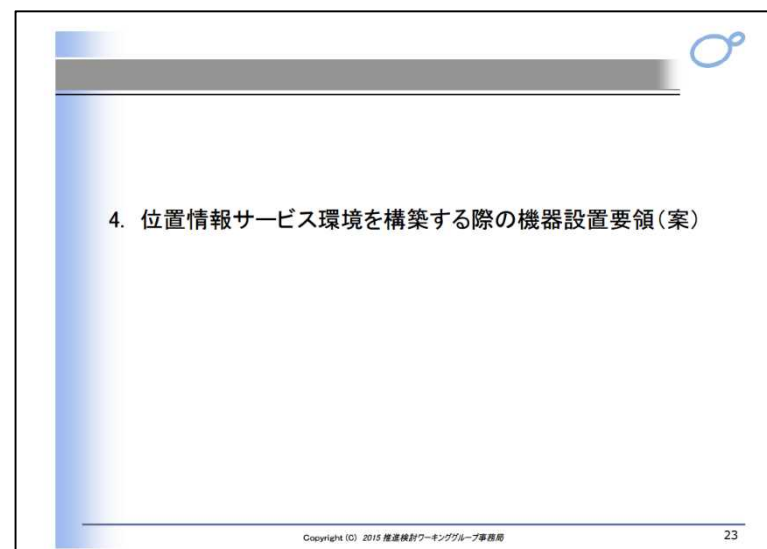 4. 位置情報サービス環境を構築する際の機器設置要領(案)
Copyright (C) 2015 推進検討ワーキンググループ事務局
23